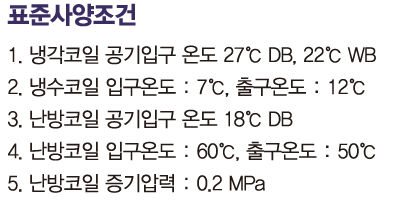 표준사양조건
1. 냉각코일 공기입구 온도 27℃ DB, 22℃ WB
2. 냉수코일 입구온도 : 7℃, 출구온도 : 12℃
3. 난방코일 공기입구 온도 18℃ DB
4. 난방코일 입구온도 : 60℃, 출구온도 : 50℃
5. 난방코일 증기압력 : 0.2 MPa